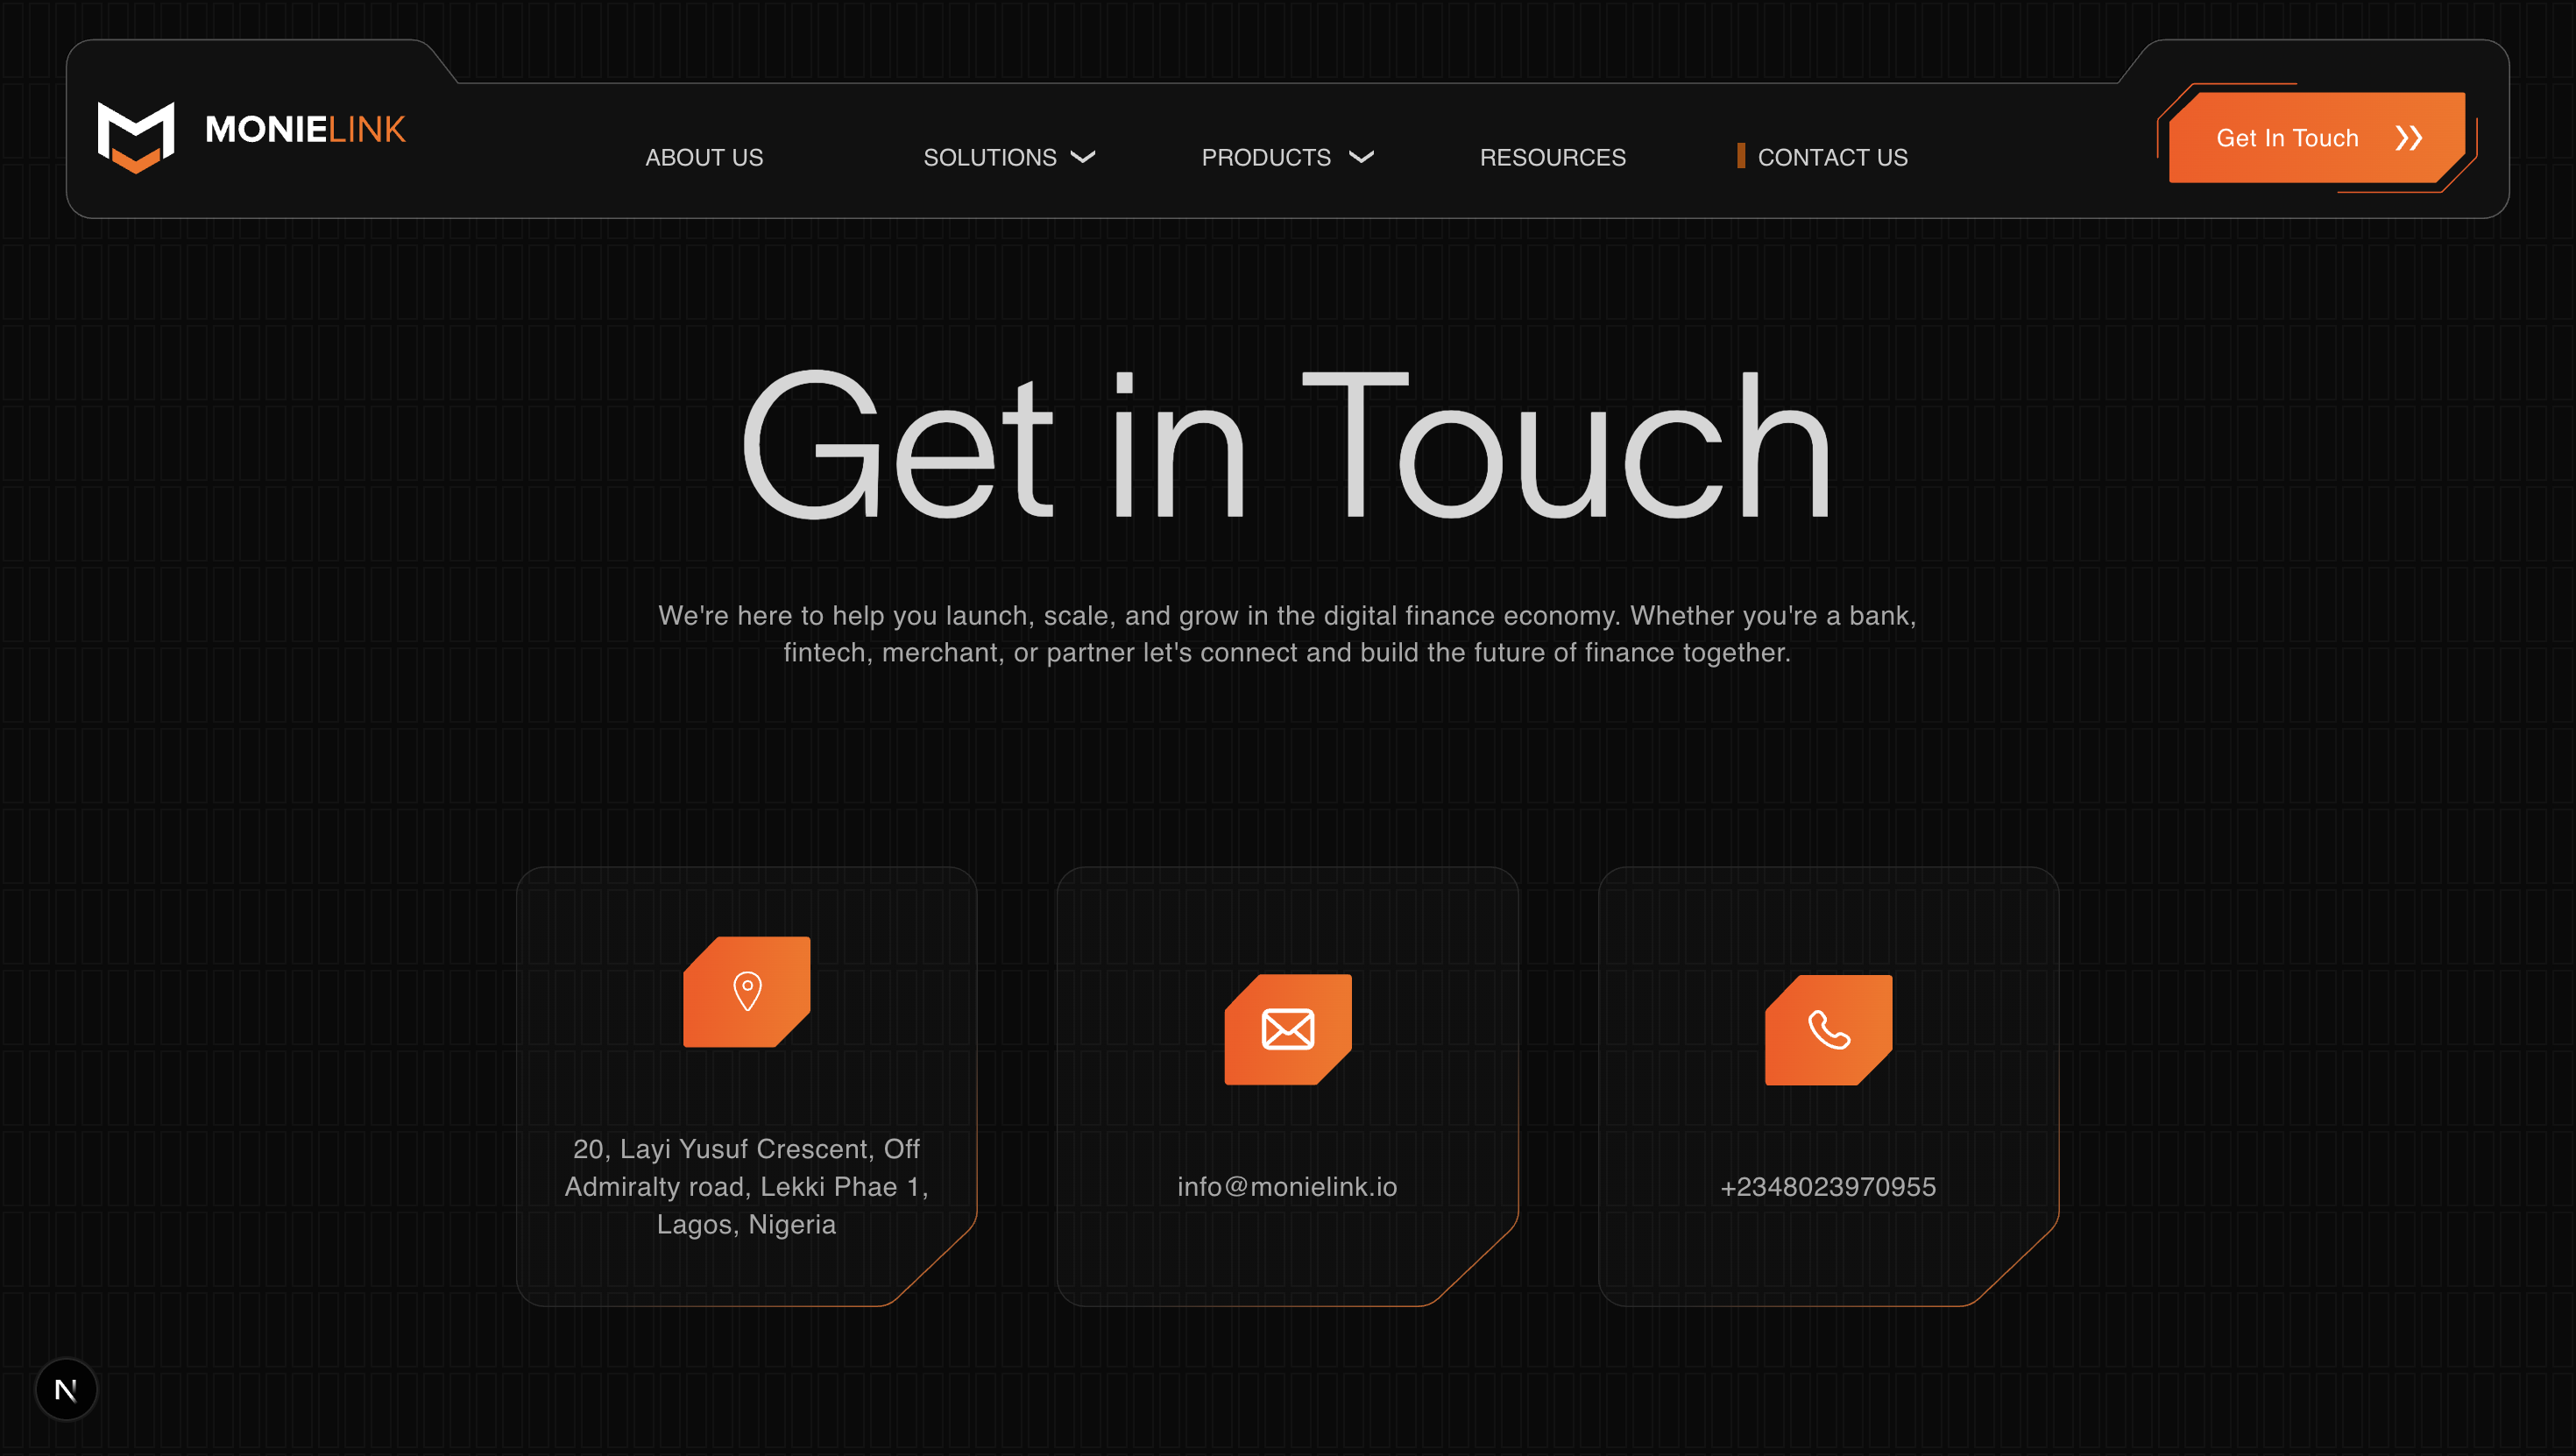 MONIELINK
ABOUT US
SOLUTIONS
PRODUCTS
RESOURCES
CONTACT US
Get In Touch
Get in Touch
We're here to help you launch, scale, and grow in the digital finance economy. Whether you're a bank,
fintech, merchant, or partner let's connect and build the future of finance together.
20, Layi Yusuf Crescent, Off
Admiralty road, Lekki Phae 1,
Lagos, Nigeria
info@monielink.io
+2348023970955
N